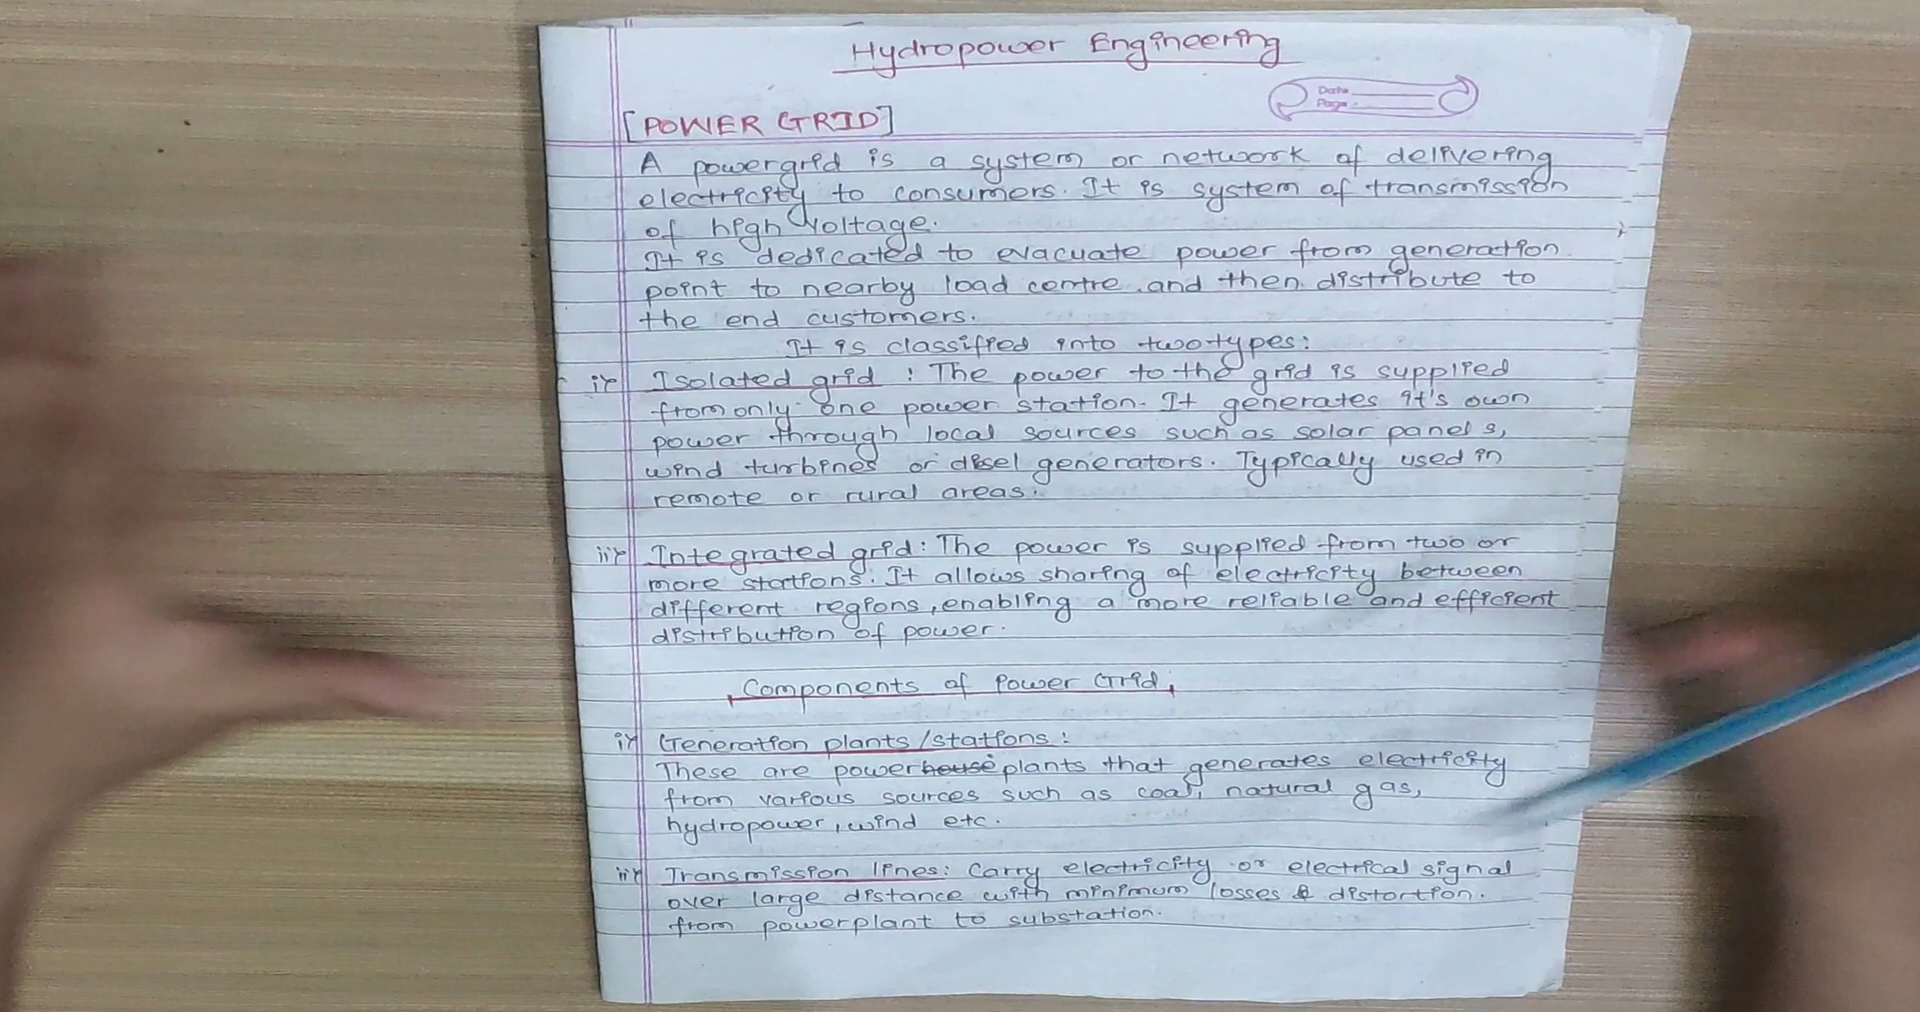 Hydropower Engineering
Date
Page
[POWER GRID]
A powergrid is a system or network of delivering
electricity to consumers. It is system of transmission
of high voltage.
It is dedicated to evacuate power from generation
point to nearby load centre and then distribute to
the end customers.
It is classified into two types:
i) Isolated grid : The power to the grid is supplied
from only one power station. It generates it's own
power through local sources such as solar panels,
wind turbines or disel generators. Typically used in
remote or rural areas.
ii) Integrated grid: The power is supplied from two or
more stations. It allows sharing of electricity between
different regions, enabling a more reliable and efficient
distribution of power.
Components of Power Grid
i) Generation plants/stations:
These are powerhouse plants that generates electricity
from various sources such as coal, natural gas,
hydropower, wind etc.
ii) Transmission lines: Carry electricity or electrical signal
over large distance with minimum losses & distortion.
from powerplant to substation.